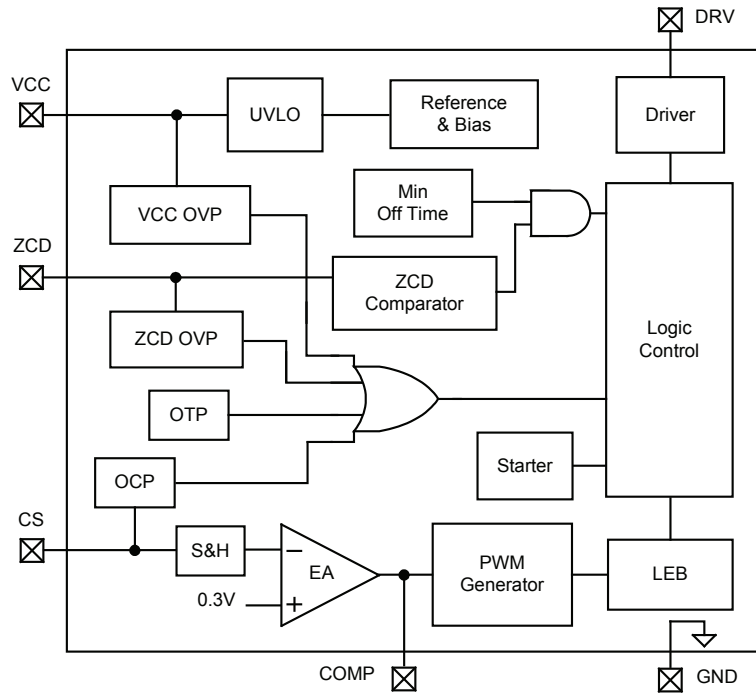 DRV
VCC
UVLO
Reference
& Bias
Driver
VCC OVP
Min
Off Time
ZCD
ZCD
Comparator
ZCD OVP
Logic
Control
OTP
Starter
OCP
CS
S&H
−
EA
PWM
Generator
LEB
0.3V
+
COMP
GND